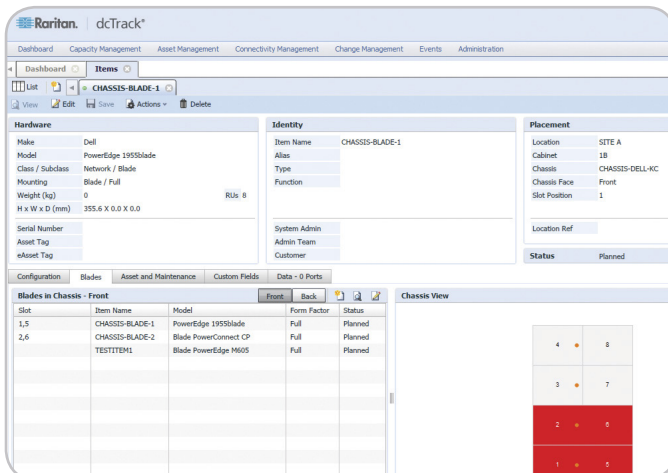 Raritan. dcTrack®
Dashboard Capacity Management Asset Management Connectivity Management Change Management Events Administration
Dashboard Items
List CHASSIS-BLADE-1
View Edit Save Actions Delete
Hardware Identity Placement
Make Dell Item Name CHASSIS-BLADE-1 Location SITE A
Model PowerEdge 1955blade Alias Cabinet 1B
Class / Subclass Network / Blade Type Chassis CHASSIS-DELL-KC
Mounting Blade / Full Function Chassis Face Front
Weight (kg) 0 RUs 8 Slot Position 1
H x W x D (mm) 355.6 X 0.0 X 0.0
Serial Number System Admin Location Ref
Asset Tag Admin Team
eAsset Tag Customer Status Planned
Configuration Blades Asset and Maintenance Custom Fields Data - 0 Ports
Blades in Chassis - Front Front Back Chassis View
Slot Item Name Model Form Factor Status
1,5 CHASSIS-BLADE-1 PowerEdge 1955blade Full Planned
2,6 CHASSIS-BLADE-2 Blade PowerConnect CP Full Planned
TESTITEM1 Blade PowerEdge M605 Full Planned
4 8
3 7
2 6
1 5